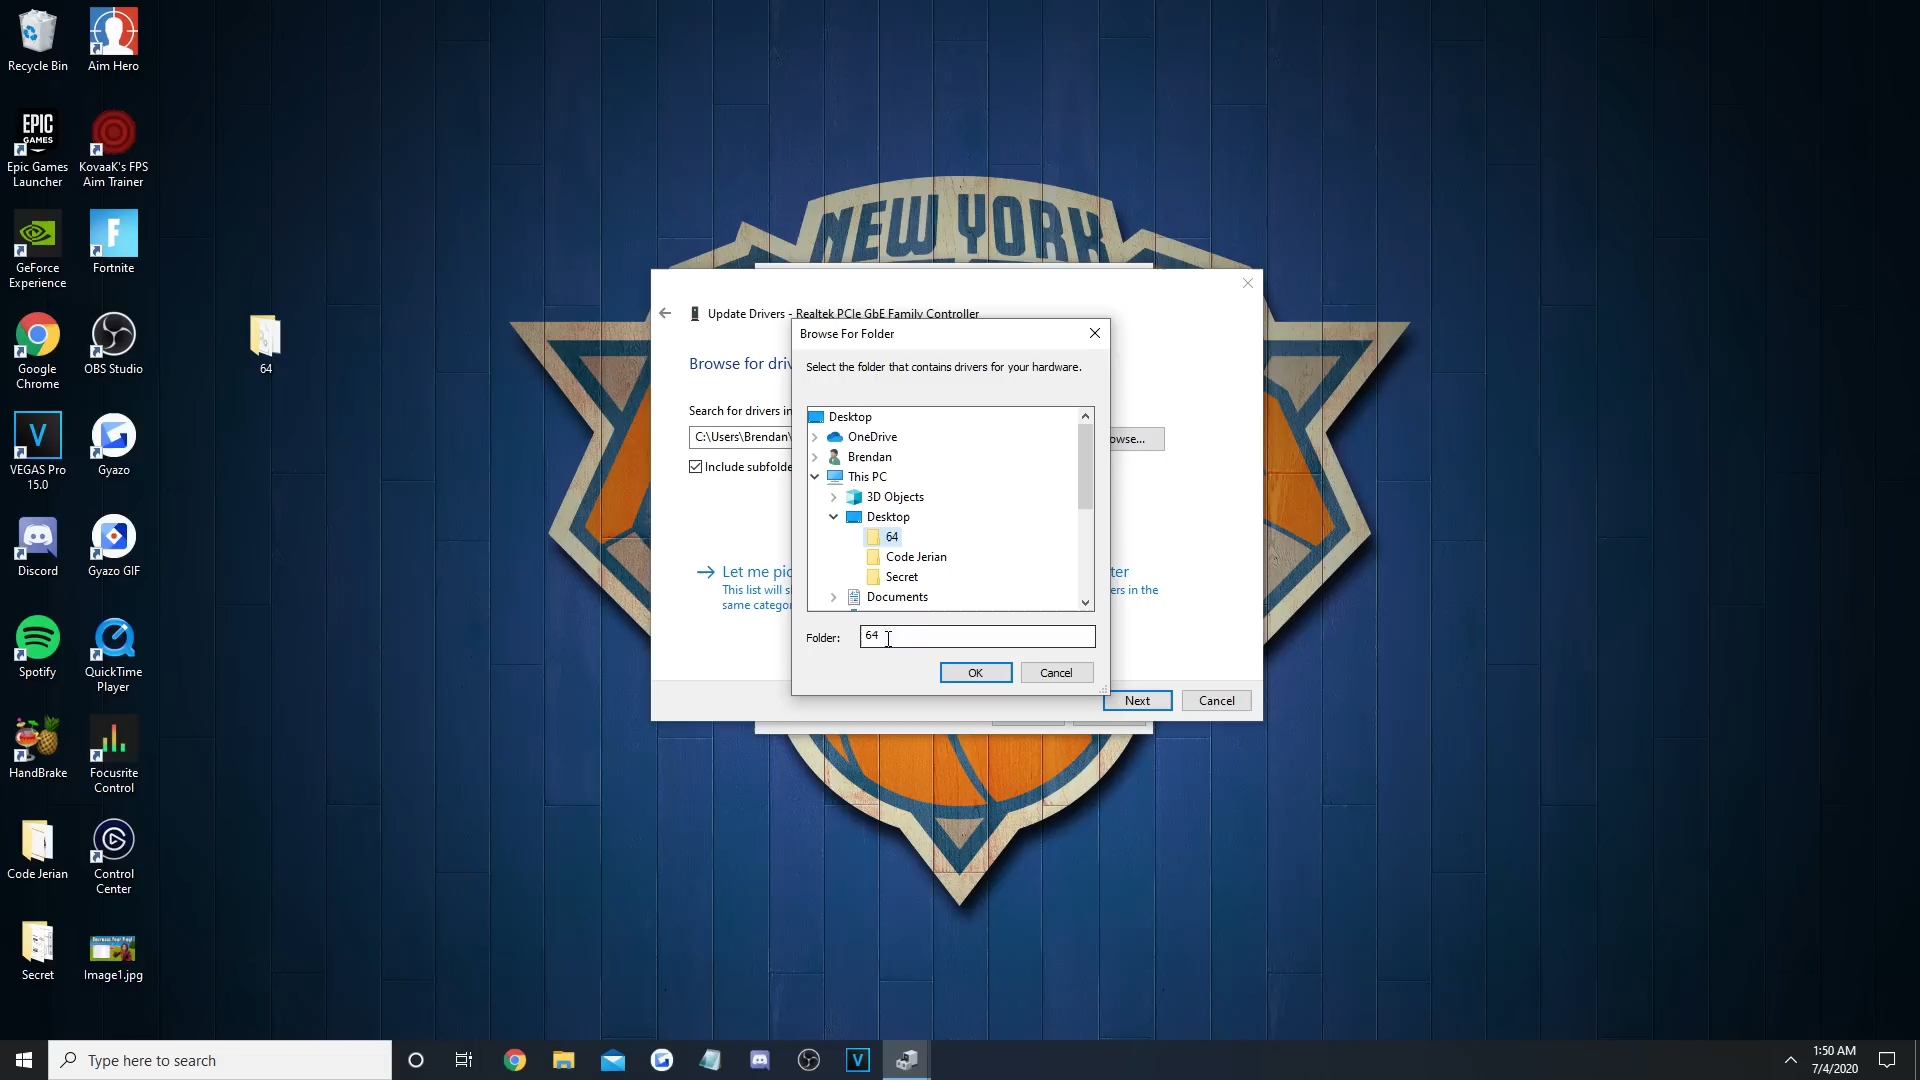 Recycle Bin
Aim Hero
EPIC
GAMES
Epic Games
Launcher
KovaaK's FPS
Aim Trainer
GeForce
Experience
F
Fortnite
Google
Chrome
OBS Studio
64
V
VEGAS Pro
15.0
Gyazo
Discord
Gyazo GIF
Spotify
QuickTime
Player
HandBrake
Focusrite
Control
Code Jerian
Control
Center
Secret
Image1.jpg
NEW YORK
Update Drivers - Realtek PCIe GbE Family Controller
Browse for driv
Search for drivers in
C:\Users\Brendan\
owse...
Include subfolde
Let me pic
ter
This list will s
ers in the
same categor
Next
Cancel
Browse For Folder
Select the folder that contains drivers for your hardware.
Desktop
OneDrive
Brendan
This PC
3D Objects
Desktop
64
Code Jerian
Secret
Documents
Folder:
64
OK
Cancel
Type here to search
V
1:50 AM
7/4/2020